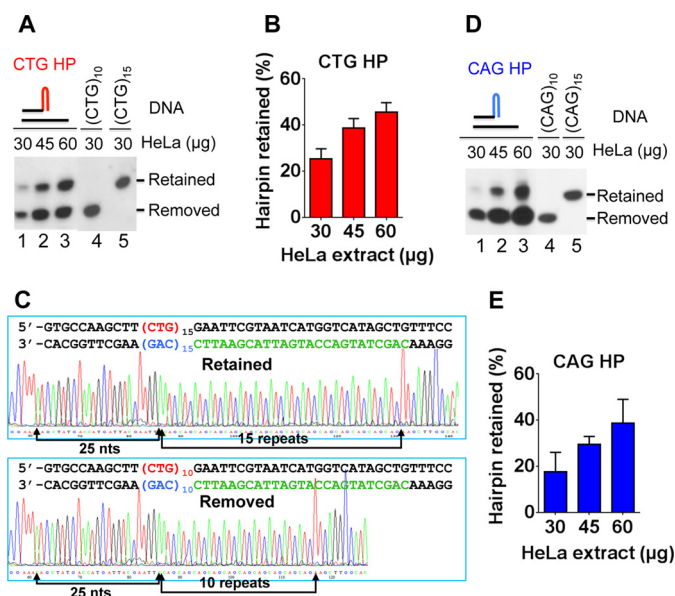 A
CTG HP
(CTG)10
(CTG)15
DNA
30 45 60 30 30 HeLa (µg)
Retained
Removed
1 2 3 4 5
B
CTG HP
Hairpin retained (%)
60
40
20
0
30 45 60
HeLa extract (µg)
D
CAG HP
(CAG)10
(CAG)15
DNA
30 45 60 30 30 HeLa (µg)
Retained
Removed
1 2 3 4 5
C
5′-GTGCCAAGCTT(CTG)15GAATTCGTAATCATGGTCATAGCTGTTTCC
3′-CACGGTTCGAA(GAC)15CTTAAGCATTAGTACCAGTATCGACAAAGG
Retained
25 nts
15 repeats
5′-GTGCCAAGCTT(CTG)10GAATTCGTAATCATGGTCATAGCTGTTTCC
3′-CACGGTTCGAA(GAC)10CTTAAGCATTAGTACCAGTATCGACAAAGG
Removed
25 nts
10 repeats
E
CAG HP
Hairpin retained (%)
60
40
20
0
30 45 60
HeLa extract (µg)